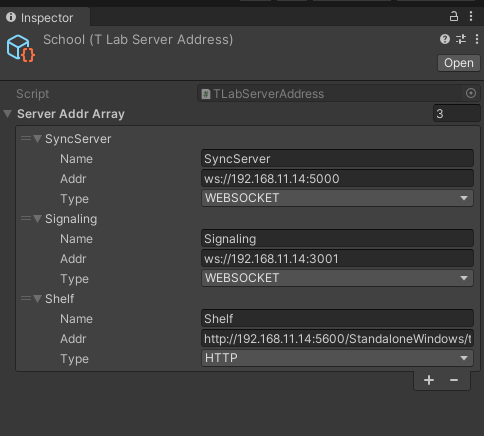 Inspector
School (T Lab Server Address)
Open
Script TLabServerAddress
Server Addr Array 3
SyncServer
Name SyncServer
Addr ws://192.168.11.14:5000
Type WEBSOCKET
Signaling
Name Signaling
Addr ws://192.168.11.14:3001
Type WEBSOCKET
Shelf
Name Shelf
Addr http://192.168.11.14:5600/StandaloneWindows/t
Type HTTP